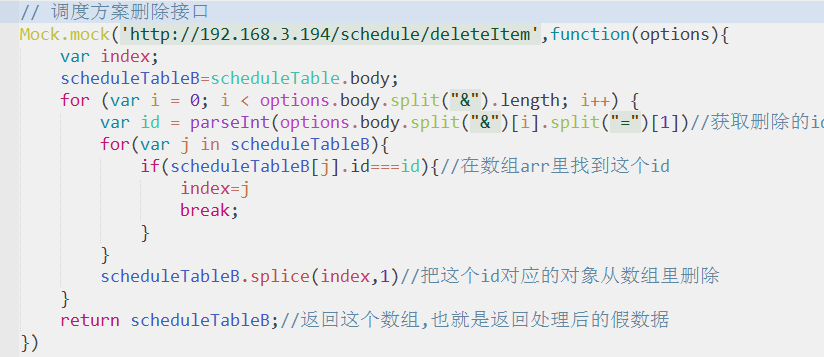 // 调度方案删除接口
Mock.mock('http://192.168.3.194/schedule/deleteItem',function(options){
    var index;
    scheduleTableB=scheduleTable.body;
    for (var i = 0; i < options.body.split("&").length; i++) {
        var id = parseInt(options.body.split("&")[i].split("=")[1])//获取删除的id
        for(var j in scheduleTableB){
            if(scheduleTableB[j].id===id){//在数组arr里找到这个id
                index=j
                break;
            }
        }
        scheduleTableB.splice(index,1)//把这个id对应的对象从数组里删除
    }
    return scheduleTableB;//返回这个数组,也就是返回处理后的假数据
})